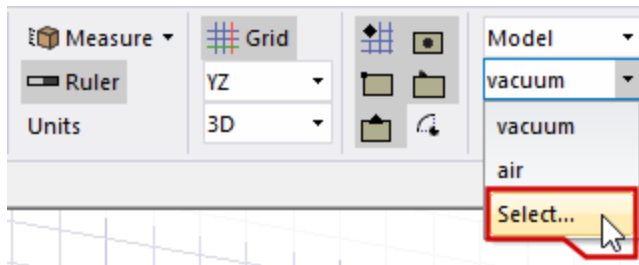 Measure
Grid
Model
Ruler
YZ
vacuum
Units
3D
vacuum
air
Select...